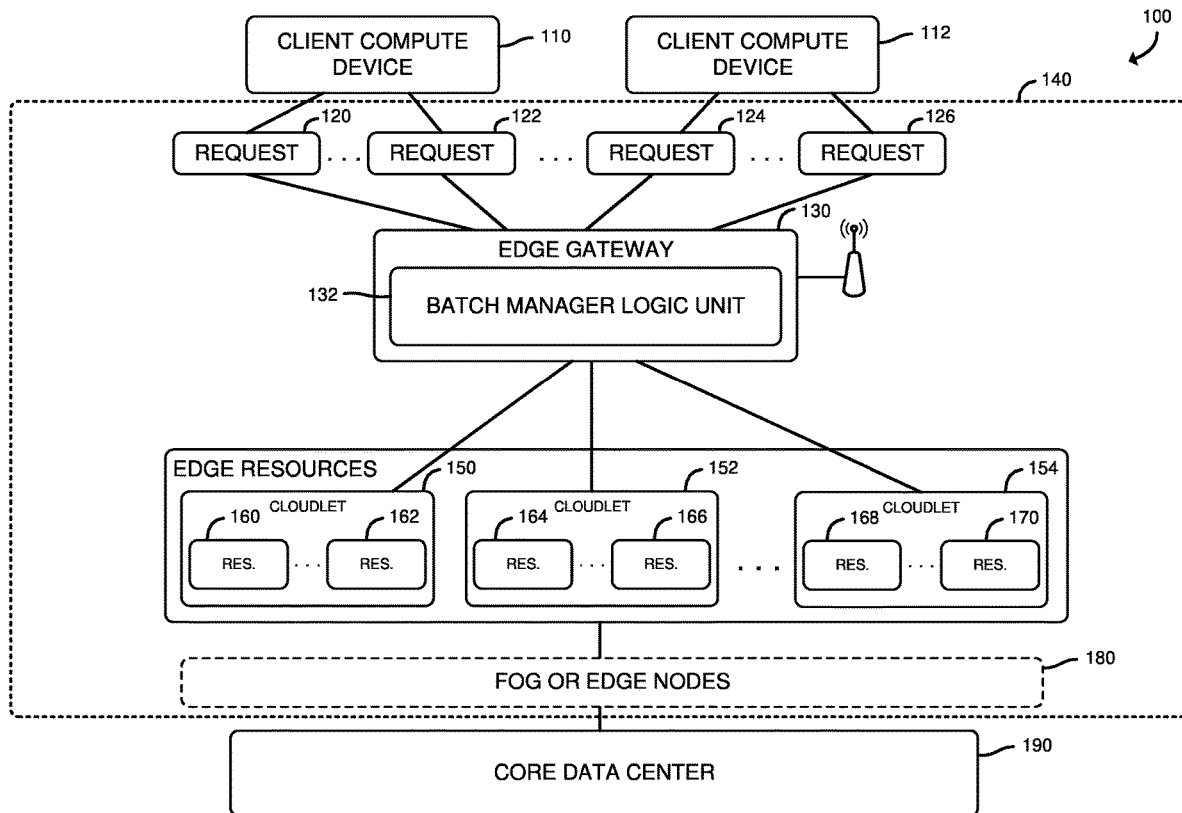 100
CLIENT COMPUTE
DEVICE
110
CLIENT COMPUTE
DEVICE
112
140
120
REQUEST
. . .
122
REQUEST
. . .
124
REQUEST
. . .
126
REQUEST
130
EDGE GATEWAY
132
BATCH MANAGER LOGIC UNIT
EDGE RESOURCES
150
CLOUDLET
160
RES.
. . .
162
RES.
152
CLOUDLET
164
RES.
. . .
166
RES.
. . .
154
CLOUDLET
168
RES.
. . .
170
RES.
180
FOG OR EDGE NODES
190
CORE DATA CENTER